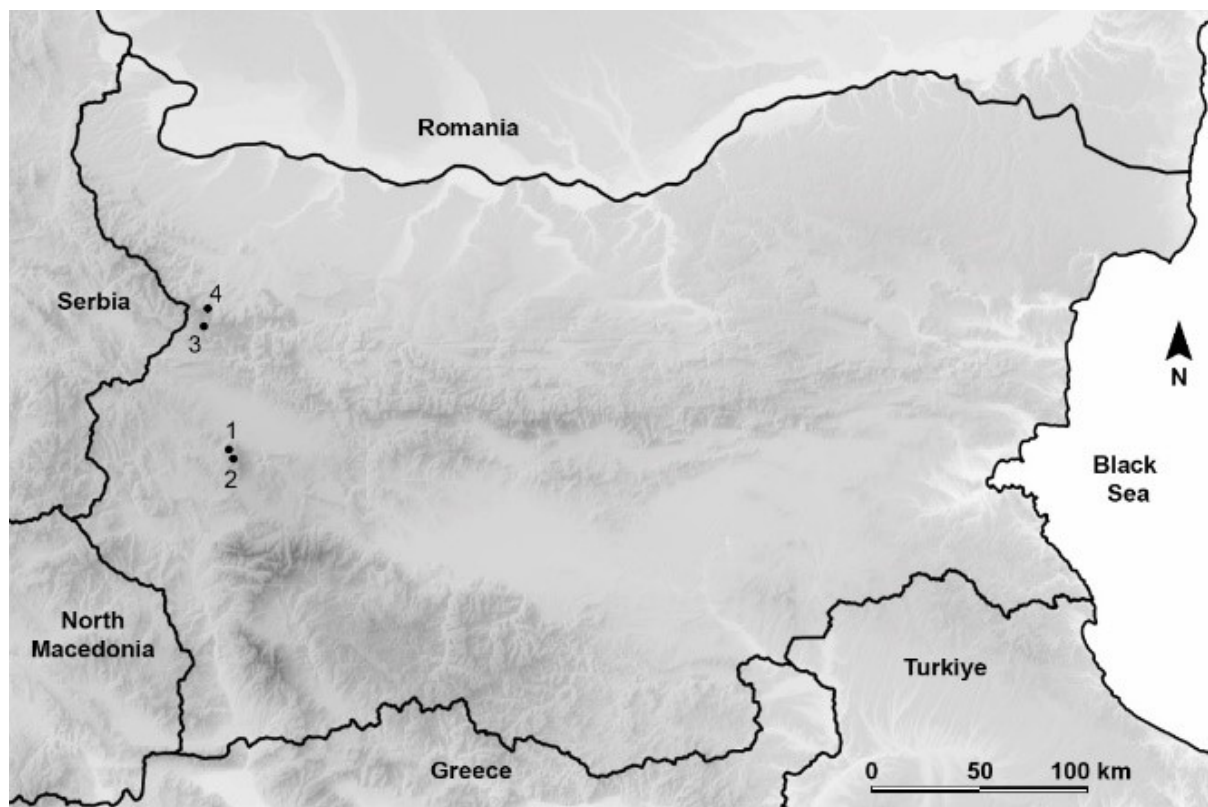 Romania
Serbia
4
3
N
1
2
Black
Sea
North
Macedonia
Turkiye
Greece
0 50 100 km